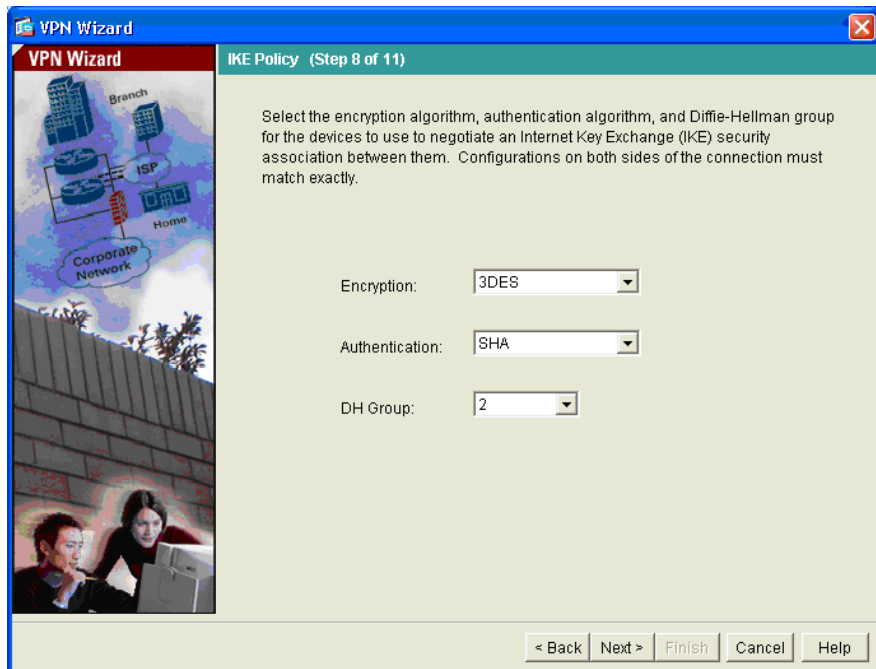 VPN Wizard
VPN Wizard
IKE Policy (Step 8 of 11)
Branch
ISP
Home
Corporate
Network
Select the encryption algorithm, authentication algorithm, and Diffie-Hellman group
for the devices to use to negotiate an Internet Key Exchange (IKE) security
association between them. Configurations on both sides of the connection must
match exactly.
Encryption: 3DES
Authentication: SHA
DH Group: 2
< Back Next > Finish Cancel Help